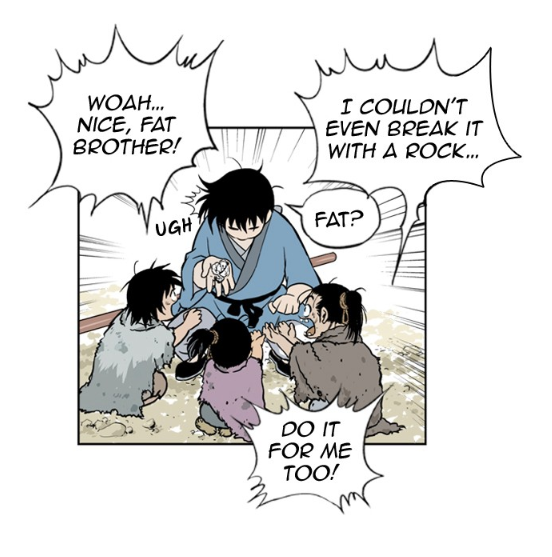 WOAH...
NICE, FAT
BROTHER!
I COULDN'T
EVEN BREAK IT
WITH A ROCK...
UGH
FAT?
DO IT
FOR ME
TOO!